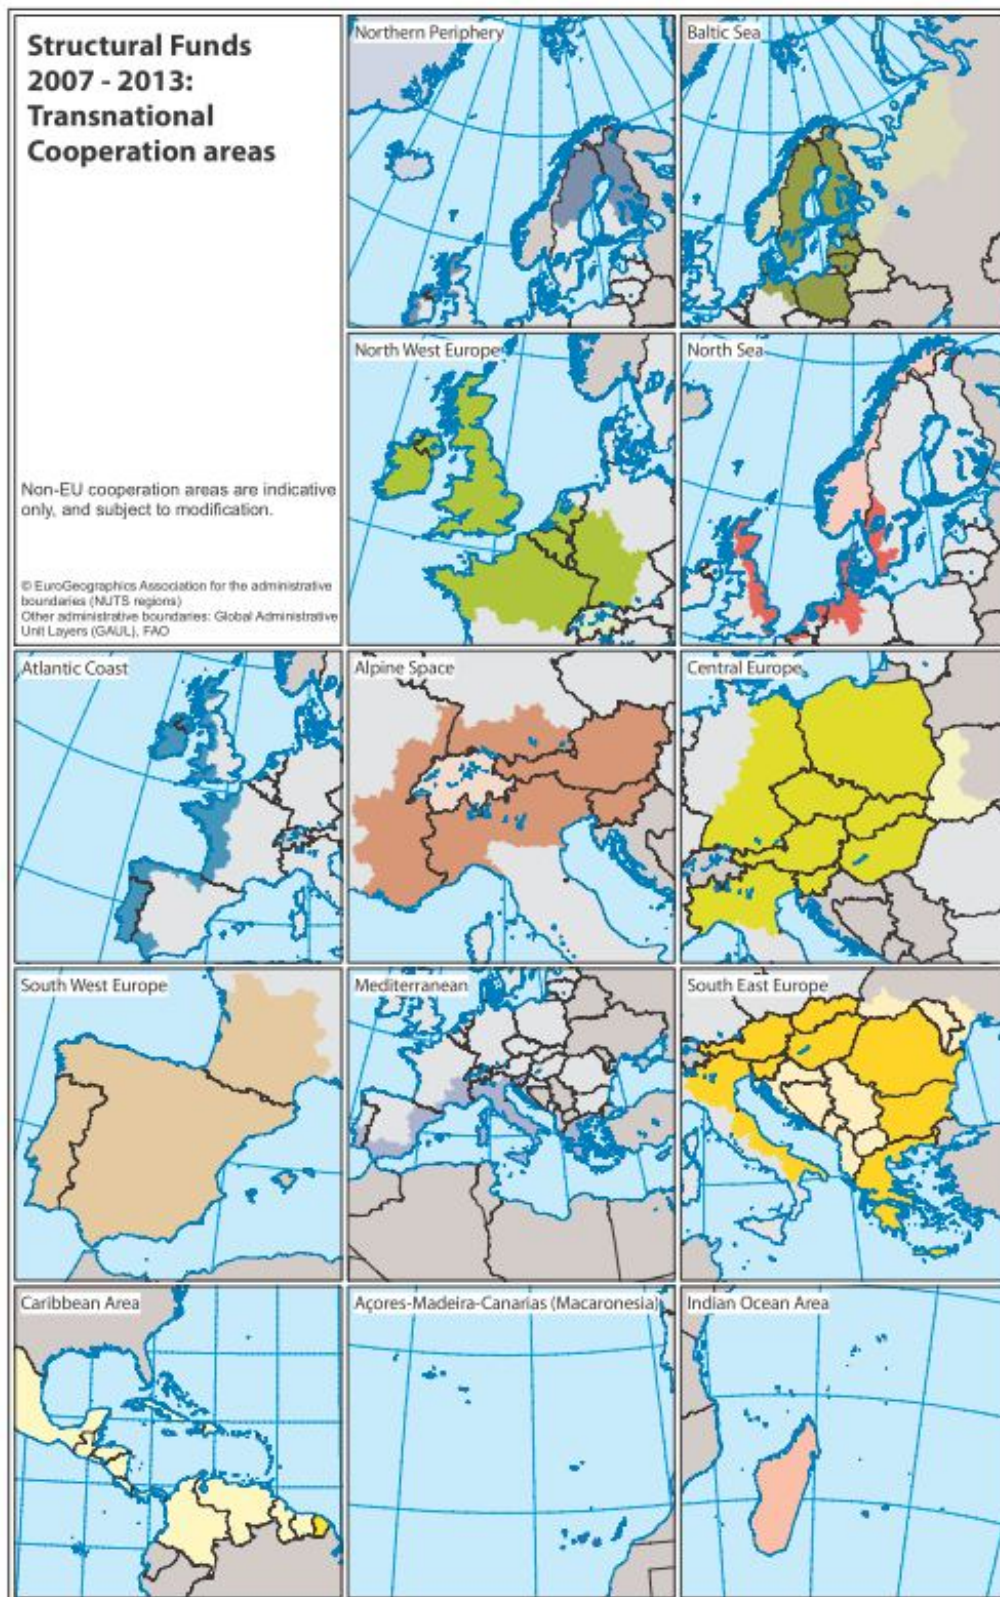 Structural Funds
2007 - 2013:
Transnational
Cooperation areas
Non-EU cooperation areas are indicative
only, and subject to modification.
© EuroGeographics Association for the administrative
boundaries (NUTS regions)
Other administrative boundaries: Global Administrative
Unit Layers (GAUL), FAO
Northern Periphery
Baltic Sea
North West Europe
North Sea
Atlantic Coast
Alpine Space
Central Europe
South West Europe
Mediterranean
South East Europe
Caribbean Area
Açores-Madeira-Canarias (Macaronesia)
Indian Ocean Area